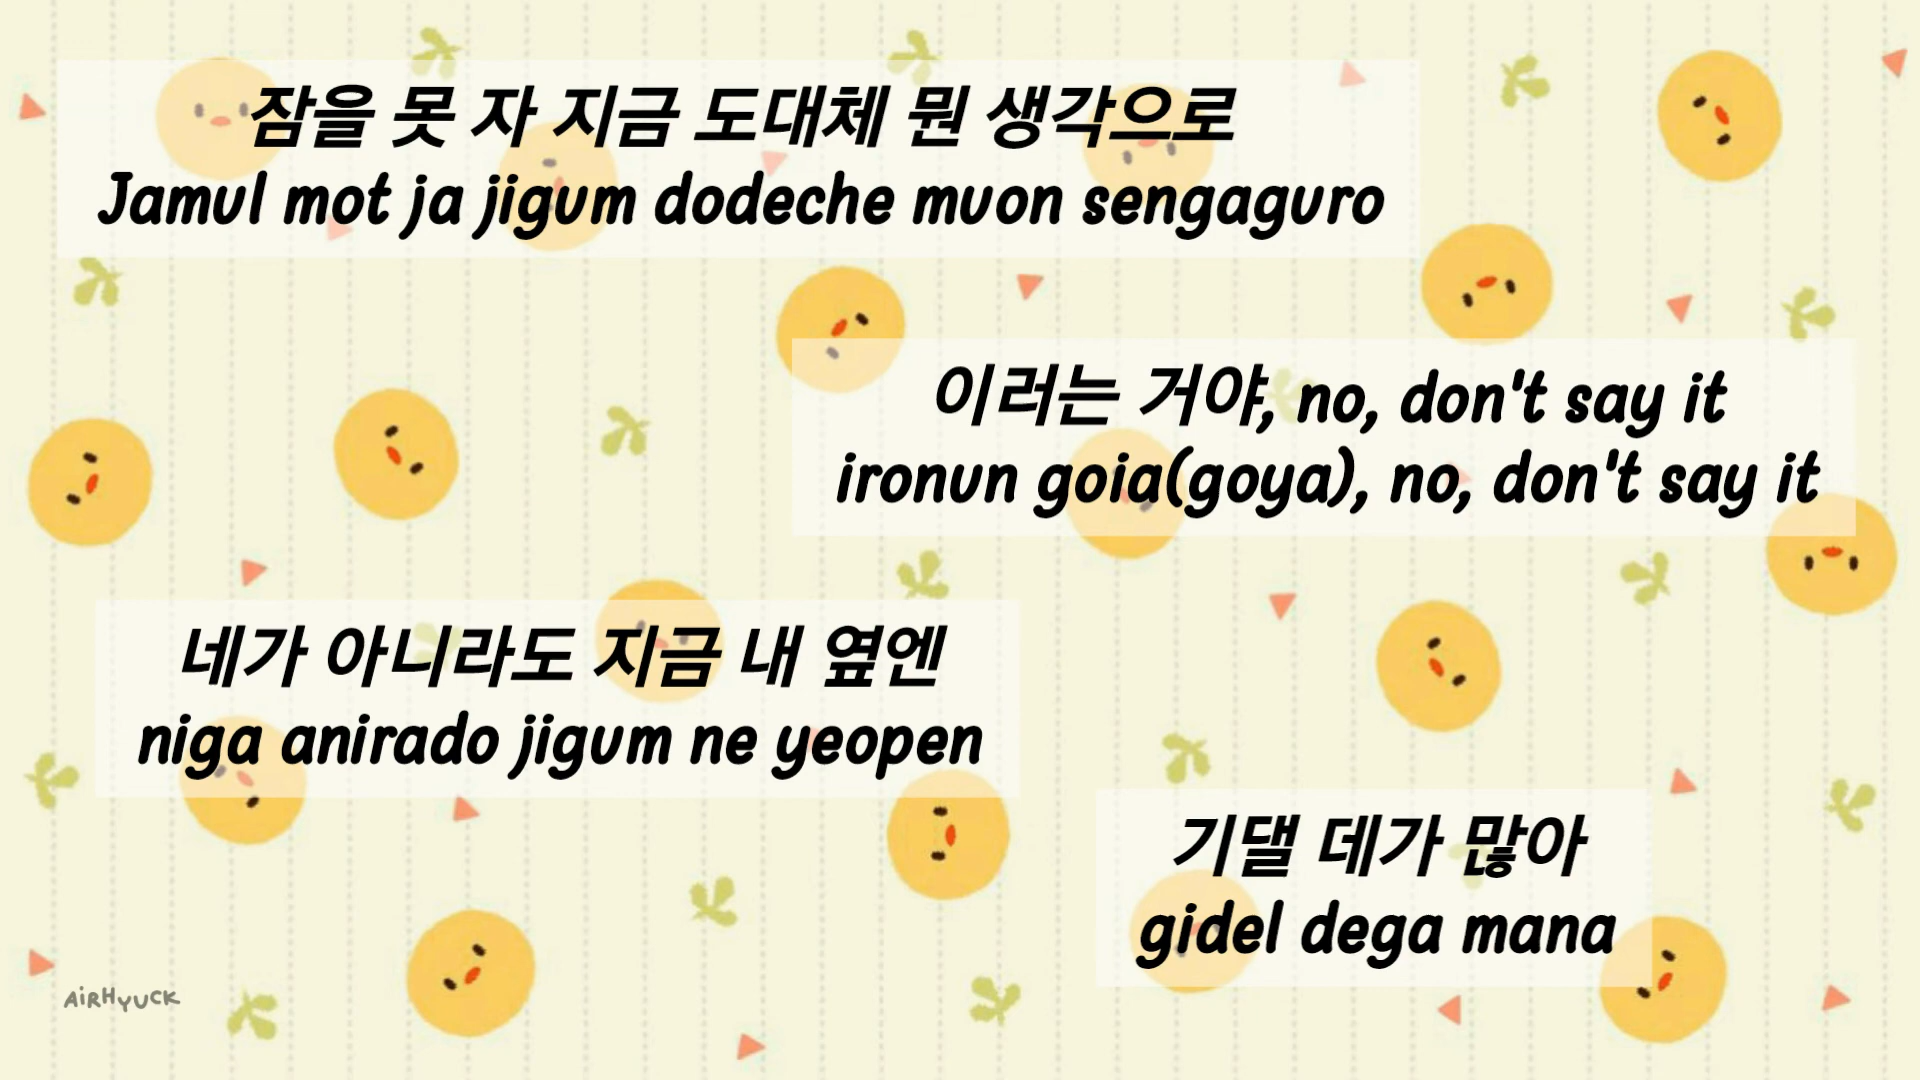 잠을 못 자 지금 도대체 뭔 생각으로
Jamul mot ja jigum dodeche muon sengaguro
이러는 거야, no, don't say it
ironun goia(goya), no, don't say it
네가 아니라도 지금 내 옆엔
niga anirado jigum ne yeopen
기댈 데가 많아
gidel dega mana
AiRHyUCK